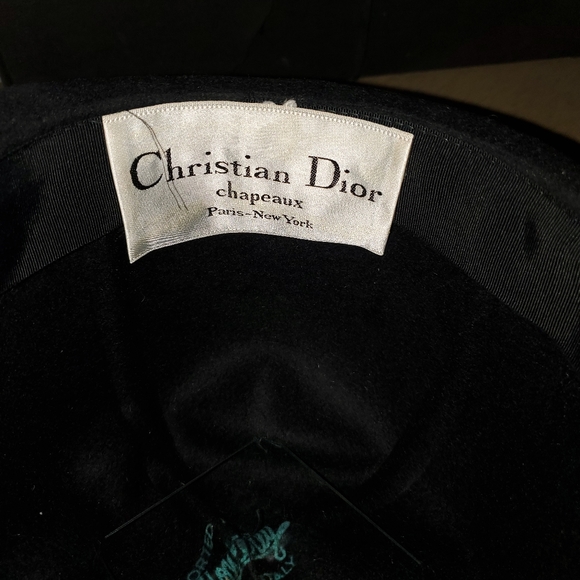 Christian Dior
chapeaux
Paris-New York